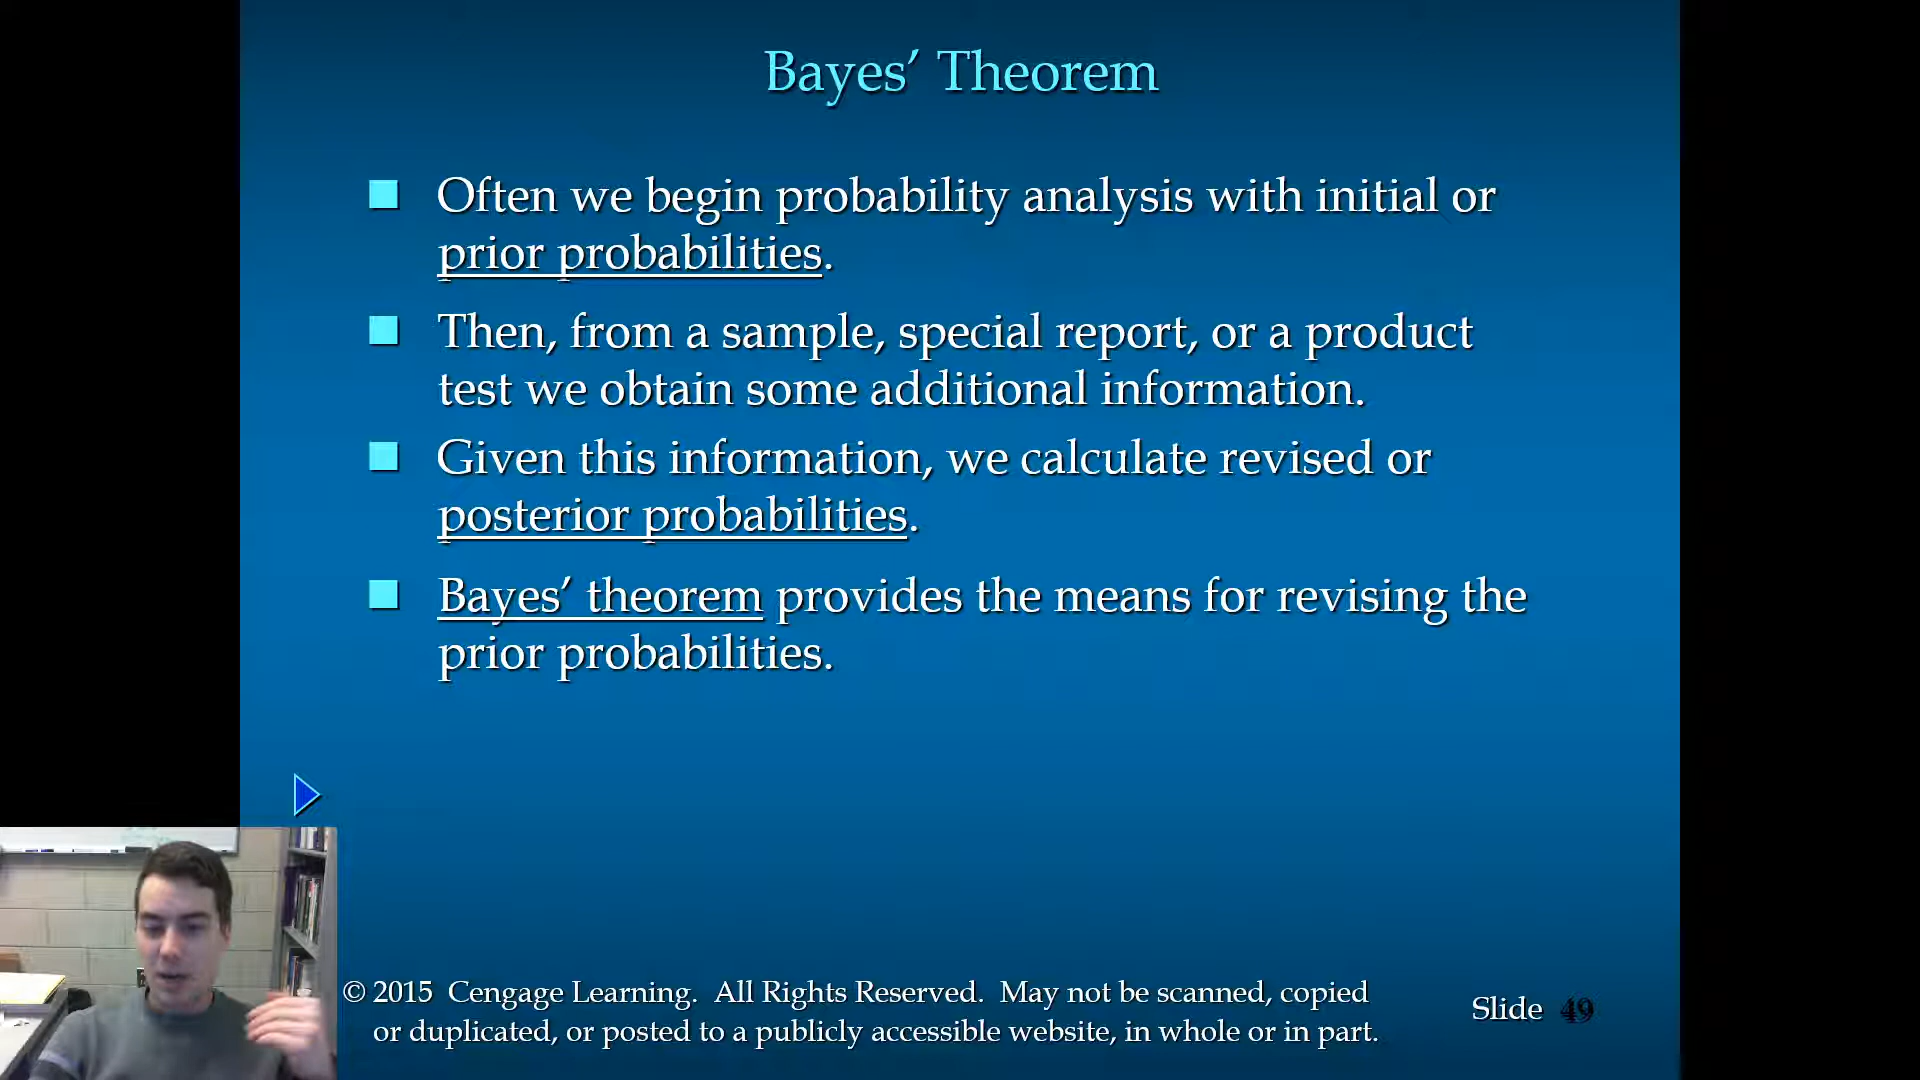 Bayes’ Theorem
Often we begin probability analysis with initial or
prior probabilities.
Then, from a sample, special report, or a product
test we obtain some additional information.
Given this information, we calculate revised or
posterior probabilities.
Bayes’ theorem provides the means for revising the
prior probabilities.
© 2015 Cengage Learning. All Rights Reserved. May not be scanned, copied
or duplicated, or posted to a publicly accessible website, in whole or in part.
Slide 49